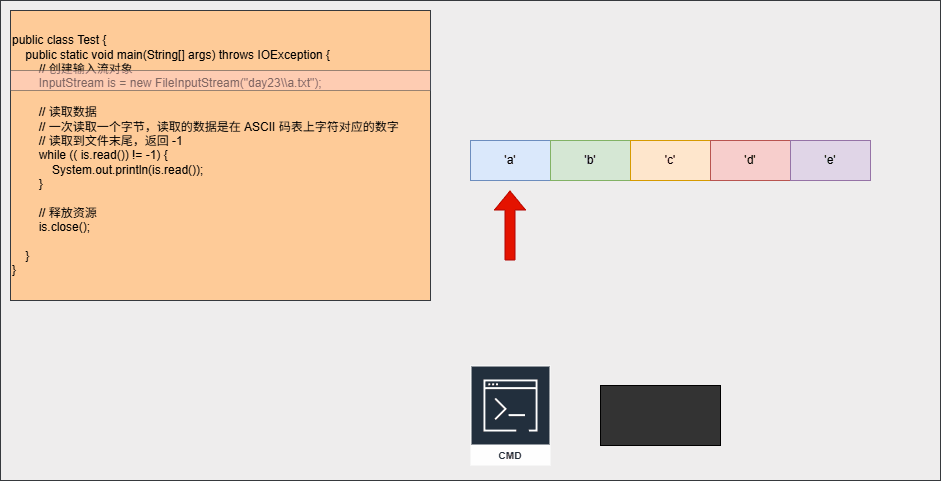 public class Test {
    public static void main(String[] args) throws IOException {
        // 创建输入流对象
        InputStream is = new FileInputStream("day23\\a.txt");
        // 读取数据
        // 一次读取一个字节，读取的数据是在 ASCII 码表上字符对应的数字
        // 读取到文件末尾，返回 -1
        while (( is.read()) != -1) {
            System.out.println(is.read());
        }
        // 释放资源
        is.close();
    }
}
'a' 'b' 'c' 'd' 'e'
CMD